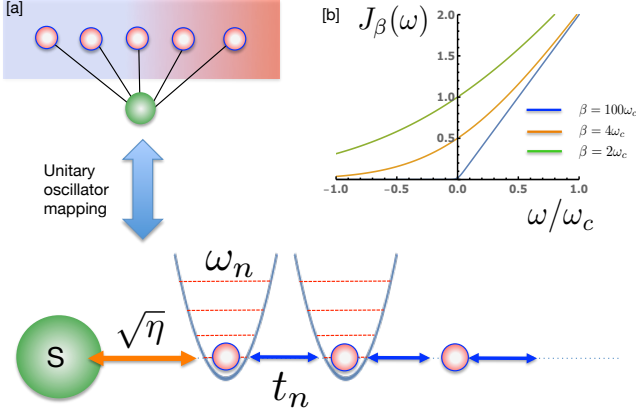 [a]
Unitary
oscillator
mapping
[b]
J_β(ω)
2.0
1.5
1.0
0.5
−1.0
−0.5
0.0
0.5
1.0
ω/ω_c
β = 100ω_c
β = 4ω_c
β = 2ω_c
ω_n
S
√η
t_n